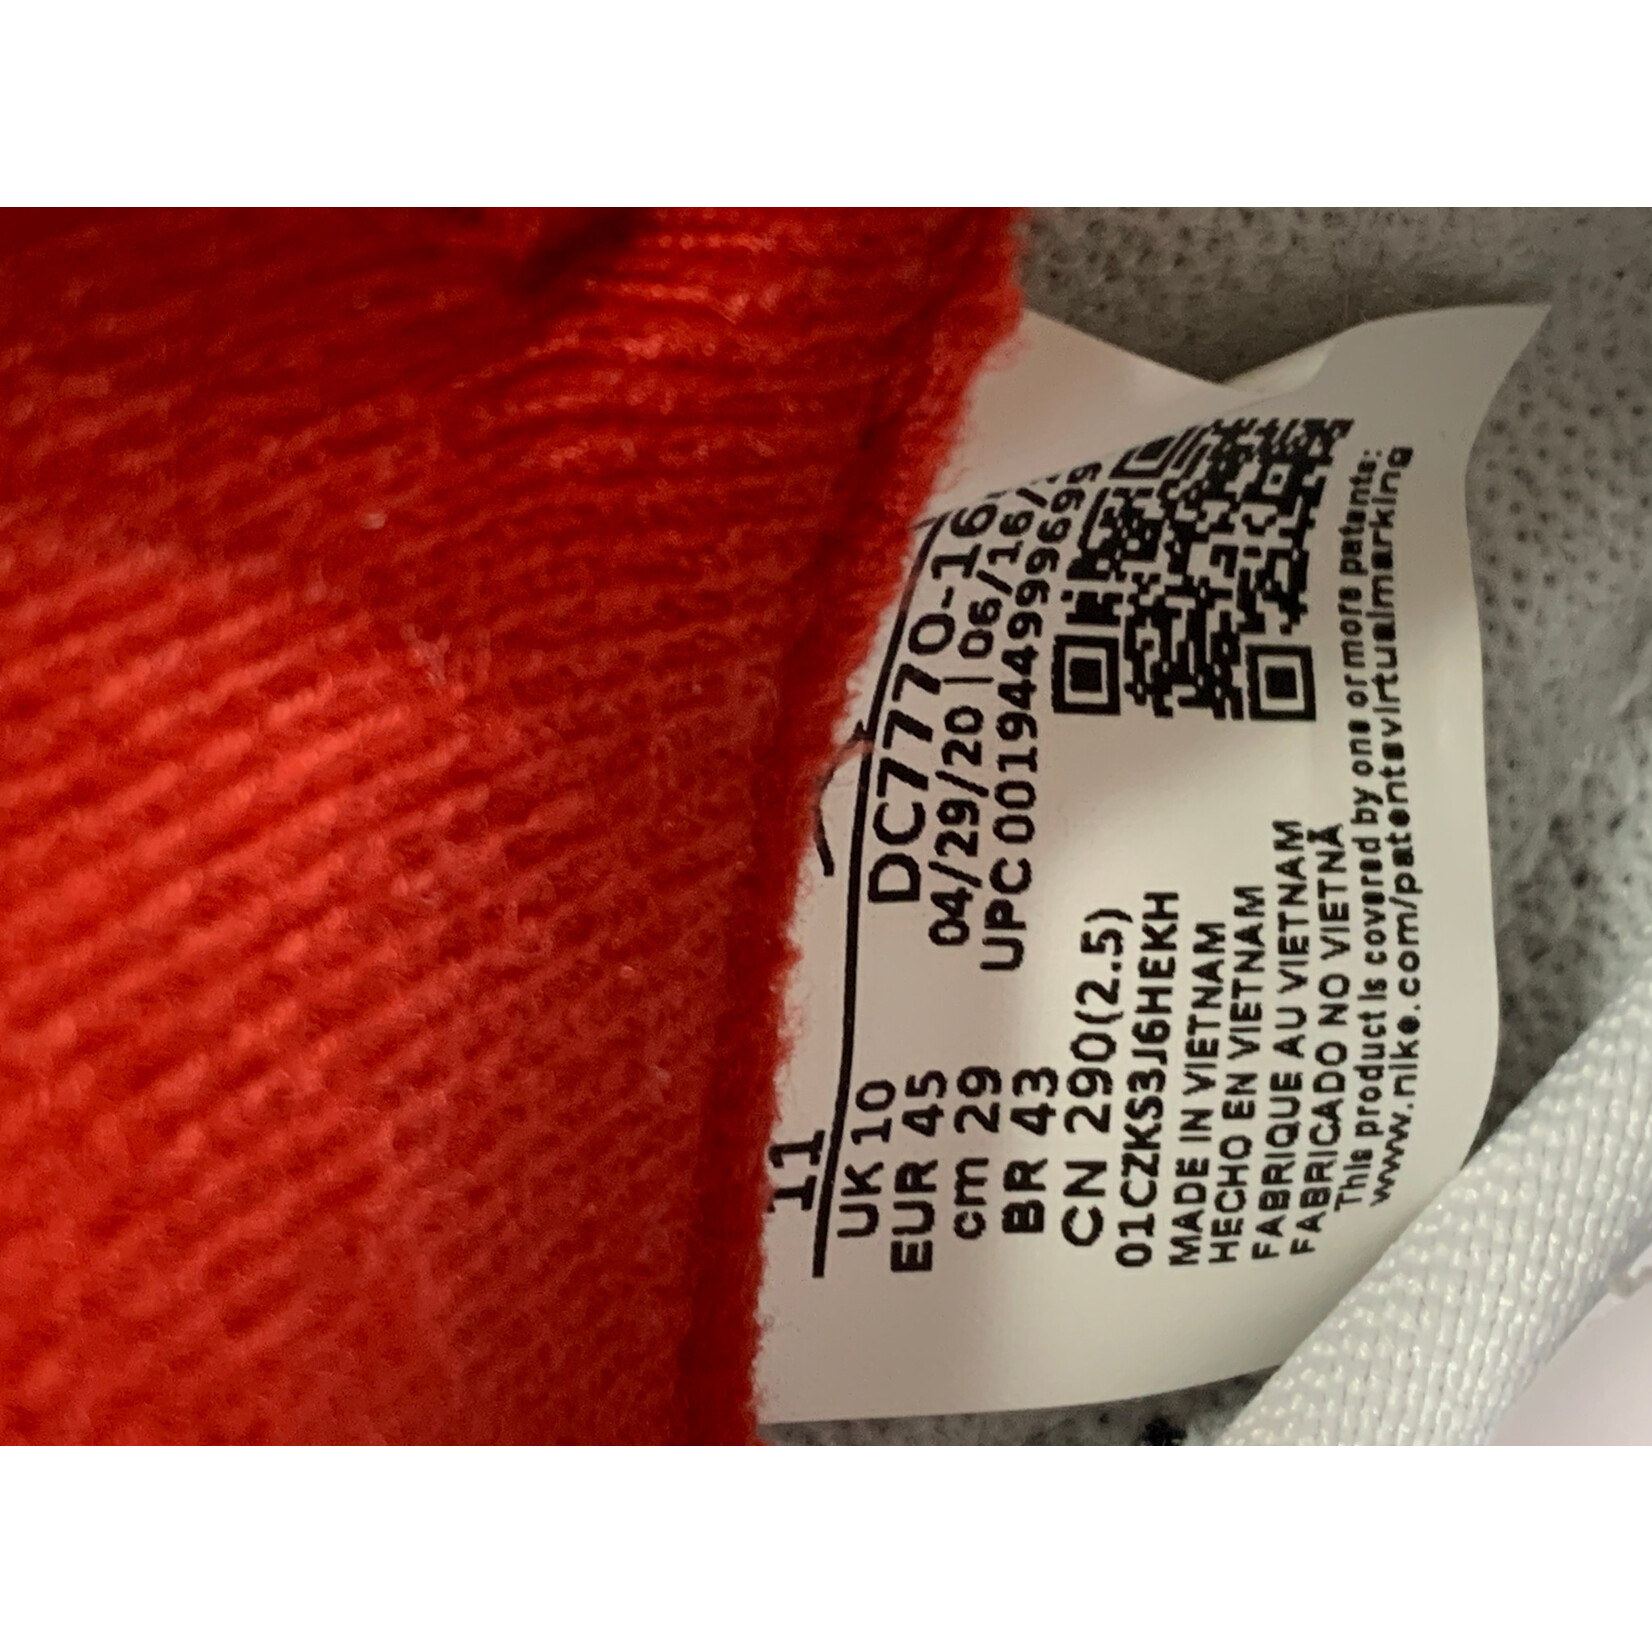 11
UK 10
EUR 45
cm 29
BR 43
CN 290(2.5)
DC7770-16
04/29/20 | 06/16/
UPC
01CZKS3J6HEKH
MADE IN VIETNAM
HECHO EN VIETNAM
FABRIQUE AU VIETNAM
FABRICADO NO VIETNÃ
This product is covered by one or more patents:
www.nike.com/patentsvirtualmarking